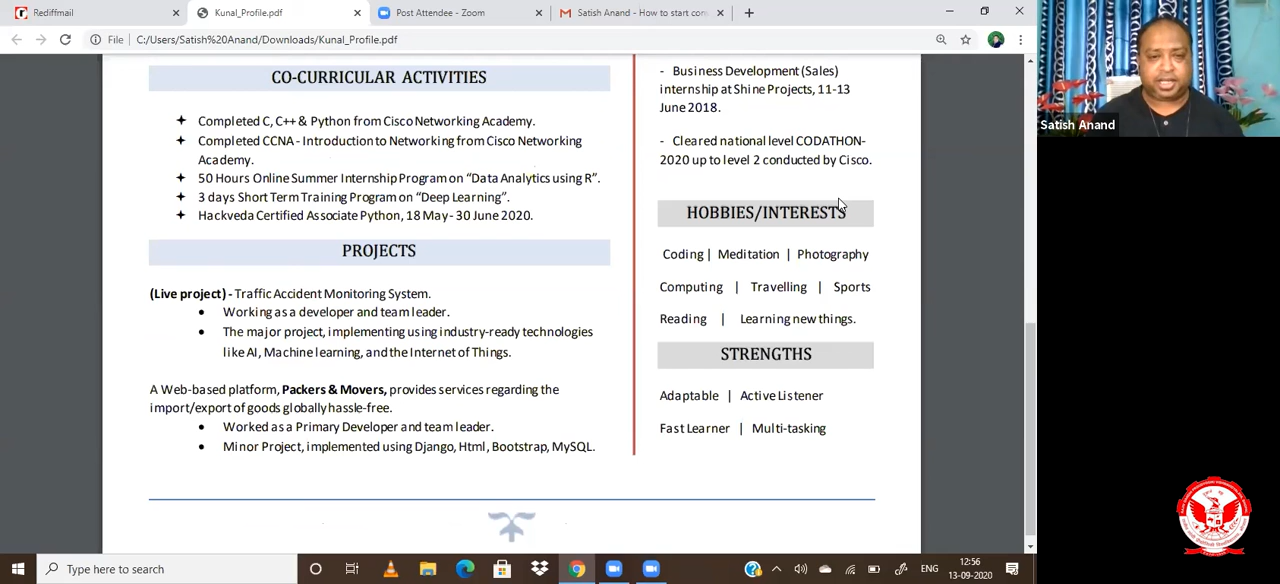 Rediffmail
Kunal_Profile.pdf
Post Attendee - Zoom
Satish Anand - How to start con
File
C:/Users/Satish%20Anand/Downloads/Kunal_Profile.pdf
CO-CURRICULAR ACTIVITIES
Completed C, C++ & Python from Cisco Networking Academy.
Completed CCNA - Introduction to Networking from Cisco Networking
Academy.
50 Hours Online Summer Internship Program on “Data Analytics using R”.
3 days Short Term Training Program on “Deep Learning”.
Hackveda Certified Associate Python, 18 May - 30 June 2020.
PROJECTS
(Live project) - Traffic Accident Monitoring System.
Working as a developer and team leader.
The major project, implementing using industry-ready technologies
like AI, Machine learning, and the Internet of Things.
A Web-based platform, Packers & Movers, provides services regarding the
import/export of goods globally hassle-free.
Worked as a Primary Developer and team leader.
Minor Project, implemented using Django, Html, Bootstrap, MySQL.
- Business Development (Sales)
internship at Shine Projects, 11-13
June 2018.
- Cleared national level CODATHON-
2020 up to level 2 conducted by Cisco.
HOBBIES/INTERESTS
Coding | Meditation | Photography
Computing | Travelling | Sports
Reading | Learning new things.
STRENGTHS
Adaptable | Active Listener
Fast Learner | Multi-tasking
Satish Anand
Type here to search
ENG
12:56
13-09-2020